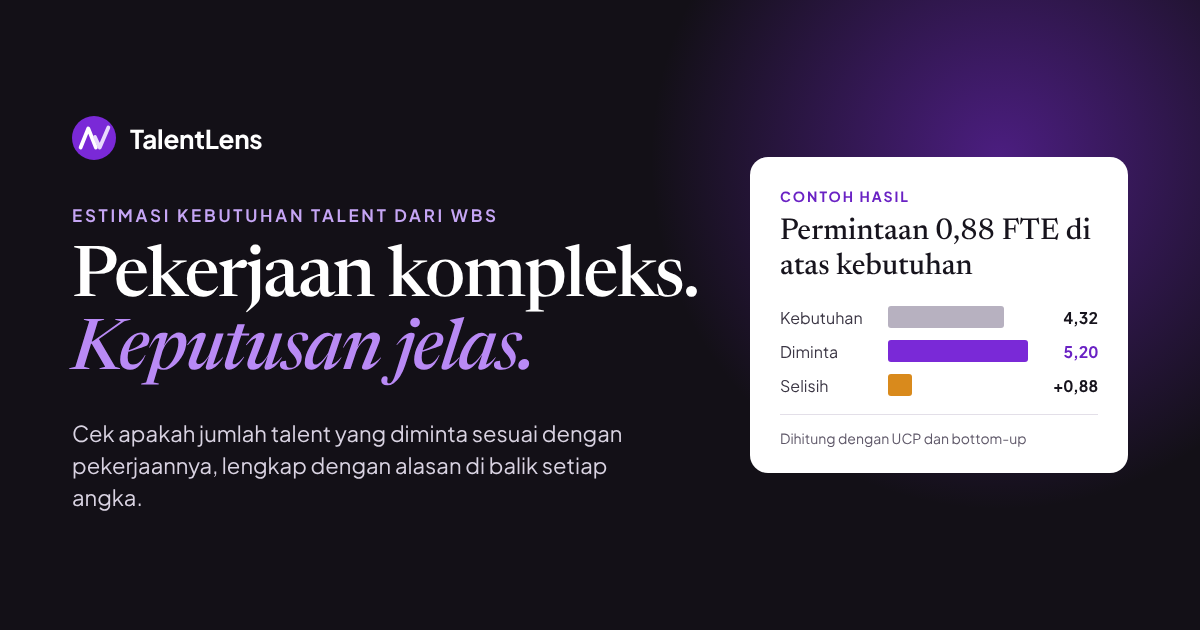 TalentLens
ESTIMASI KEBUTUHAN TALENT DARI WBS
Pekerjaan kompleks.
Keputusan jelas.
Cek apakah jumlah talent yang diminta sesuai dengan
pekerjaannya, lengkap dengan alasan di balik setiap
angka.
CONTOH HASIL
Permintaan 0,88 FTE di
atas kebutuhan
Kebutuhan 4,32
Diminta 5,20
Selisih +0,88
Dihitung dengan UCP dan bottom-up